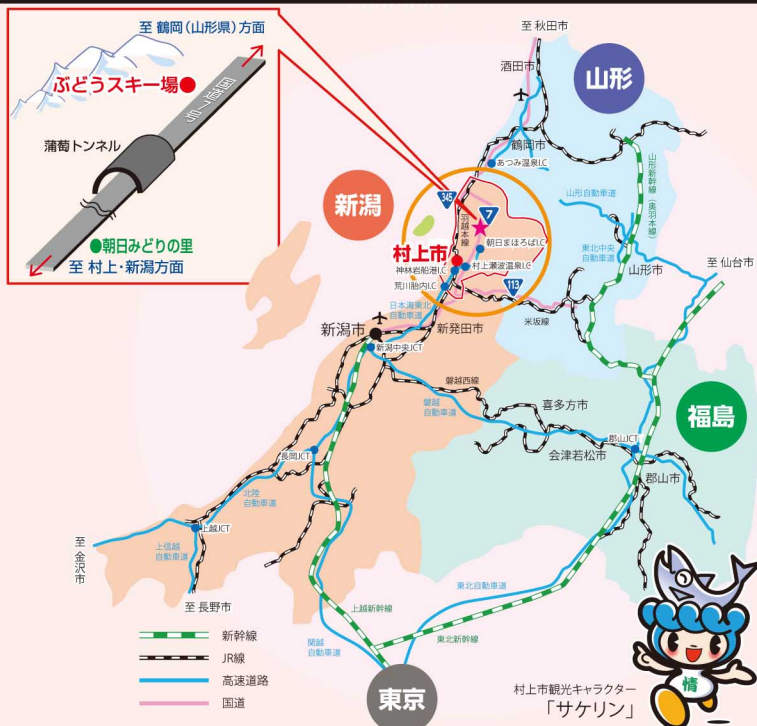 至 鶴岡(山形県)方面
ぶどうスキー場
国道7号
蒲萄トンネル
朝日みどりの里
至 村上・新潟方面
至 秋田市
酒田市
山形
鶴岡市
あつみ温泉I.C
山形新幹線
(奥羽本線)
山形自動車道
新潟
345
7
羽越本線
朝日まほろばI.C
東北中央
自動車道
村上市
神林岩船港I.C
村上瀬波温泉I.C
山形市
至 仙台市
荒川胎内I.C
113
日本海東北
自動車道
米坂線
新潟市
新発田市
新潟中央JCT
磐越西線
福島
磐越
自動車道
喜多方市
郡山JCT
長岡JCT
会津若松市
郡山市
北陸
自動車道
上越JCT
至 金沢市
上信越
自動車道
東北自動車道
至 長野市
上越新幹線
新幹線
JR線
高速道路
国道
関越
自動車道
東北新幹線
東京
情
村上市観光キャラクター
「サケリン」